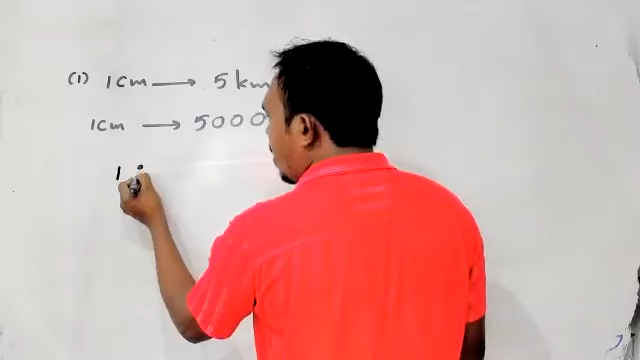 (1) 1cm → 5km
1cm → 5000
1